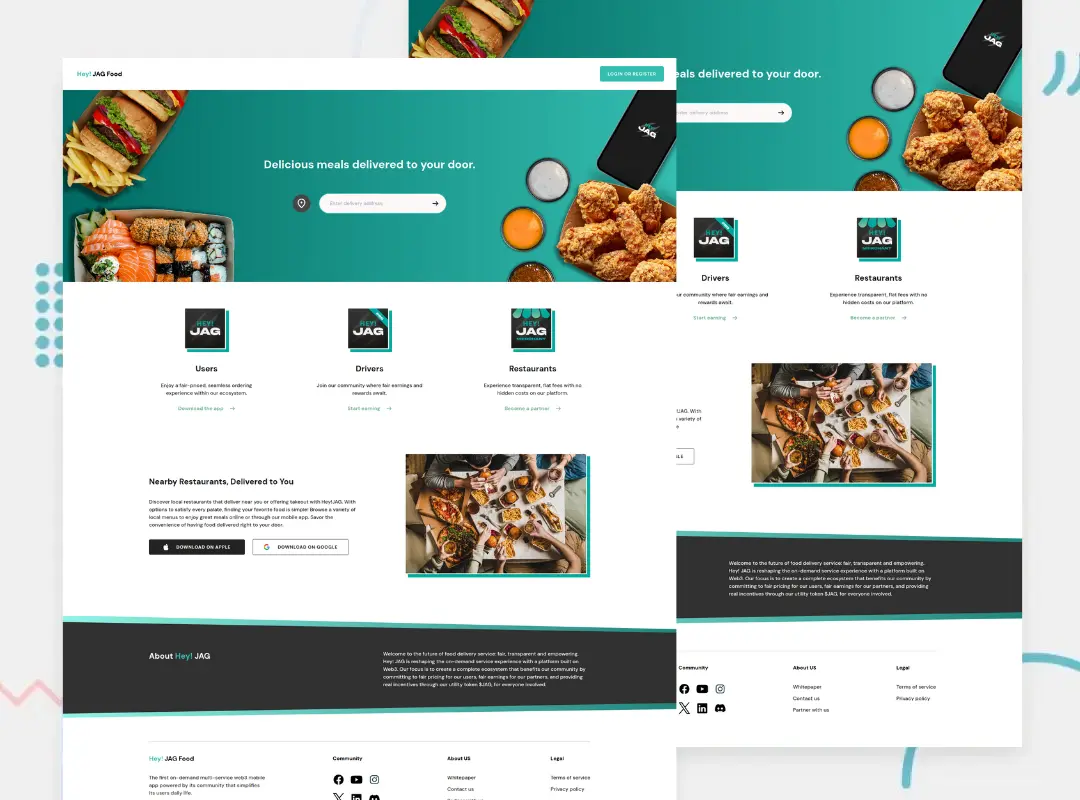 Hey! JAG Food
LOGIN OR REGISTER
Delicious meals delivered to your door.
Enter delivery address
JAG
HEY!
JAG
HEY!
JAG
HEY!
JAG
Users
Drivers
Restaurants
Enjoy a fair-priced, seamless ordering
experience within our ecosystem.
Join our community where fair earnings and
rewards await.
Experience transparent, flat fees with no
hidden costs on our platform.
Download the app
Start earning
Become a partner
Nearby Restaurants, Delivered to You
Discover local restaurants that deliver near you or offering takeout with Hey!JAG. With
options to satisfy every palate, finding your favorite food is simple! Browse a variety of
local menus to enjoy great meals online or through our mobile app. Savor the
convenience of having food delivered right to your door.
DOWNLOAD ON APPLE
DOWNLOAD ON GOOGLE
About Hey! JAG
Welcome to the future of food delivery service: fair, transparent and empowering.
Hey! JAG is reshaping the on-demand service experience with a platform built on
Web3. Our focus is to create a complete ecosystem that benefits our community by
committing to fair pricing for our users, fair earnings for our partners, and providing
real incentives through our utility token $JAG, for everyone involved.
Hey! JAG Food
The first on-demand multi-service web3 mobile
app powered by its community that simplifies
its users daily life.
Community
About US
Whitepaper
Contact us
Legal
Terms of service
Privacy policy
JAG
eals delivered to your door.
delivery address
JAG
HEY!
JAG
Drivers
Restaurants
ur community where fair earnings and
rewards await.
Experience transparent, flat fees with no
hidden costs on our platform.
Start earning
Become a partner
!JAG. With
variety of
Welcome to the future of food delivery service: fair, transparent and empowering.
Hey! JAG is reshaping the on-demand service experience with a platform built on
Web3. Our focus is to create a complete ecosystem that benefits our community by
committing to fair pricing for our users, fair earnings for our partners, and providing
real incentives through our utility token $JAG, for everyone involved.
Community
About US
Whitepaper
Contact us
Partner with us
Legal
Terms of service
Privacy policy